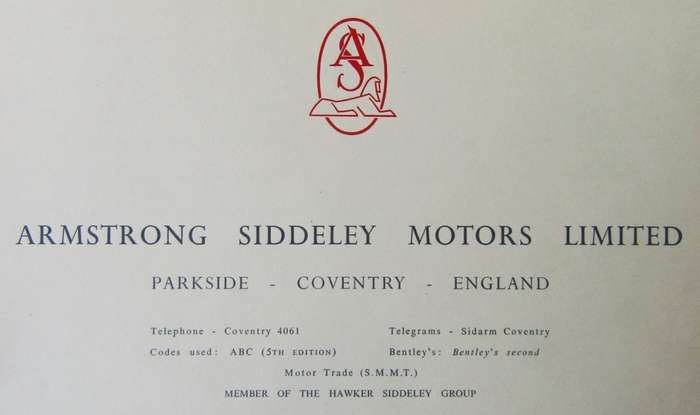 AS
ARMSTRONG SIDDELEY MOTORS LIMITED
PARKSIDE - COVENTRY - ENGLAND
Telephone - Coventry 4061 Telegrams - Sidarm Coventry
Codes used: ABC (5TH EDITION) Bentley's: Bentley's second
Motor Trade (S.M.M.T.)
MEMBER OF THE HAWKER SIDDELEY GROUP